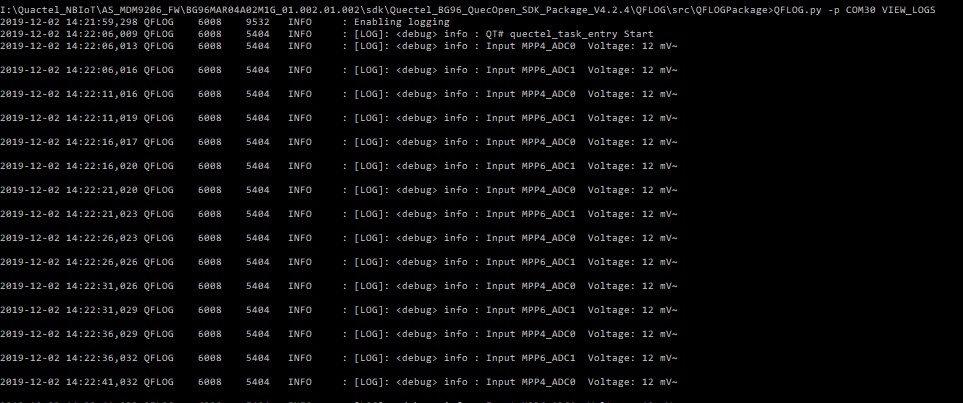 I:\Quactel_NBIoT\AS_MDM9206_FW\BG96MAR04A02M1G_01.002.01.002\sdk\Quectel_BG96_QuecOpen_SDK_Package_V4.2.4\QFLOG\src\QFLOGPackage>QFLOG.py -p COM30 VIEW_LOGS
2019-12-02 14:21:59,298 QFLOG    6008    9532   INFO     : Enabling logging
2019-12-02 14:22:06,009 QFLOG    6008    5404   INFO     : [LOG]: <debug> info : QT# quectel_task_entry Start
2019-12-02 14:22:06,013 QFLOG    6008    5404   INFO     : [LOG]: <debug> info : Input MPP4_ADC0  Voltage: 12 mV~
2019-12-02 14:22:06,016 QFLOG    6008    5404   INFO     : [LOG]: <debug> info : Input MPP6_ADC1  Voltage: 12 mV~
2019-12-02 14:22:11,016 QFLOG    6008    5404   INFO     : [LOG]: <debug> info : Input MPP4_ADC0  Voltage: 12 mV~
2019-12-02 14:22:11,019 QFLOG    6008    5404   INFO     : [LOG]: <debug> info : Input MPP6_ADC1  Voltage: 12 mV~
2019-12-02 14:22:16,017 QFLOG    6008    5404   INFO     : [LOG]: <debug> info : Input MPP4_ADC0  Voltage: 12 mV~
2019-12-02 14:22:16,020 QFLOG    6008    5404   INFO     : [LOG]: <debug> info : Input MPP6_ADC1  Voltage: 12 mV~
2019-12-02 14:22:21,020 QFLOG    6008    5404   INFO     : [LOG]: <debug> info : Input MPP4_ADC0  Voltage: 12 mV~
2019-12-02 14:22:21,023 QFLOG    6008    5404   INFO     : [LOG]: <debug> info : Input MPP6_ADC1  Voltage: 12 mV~
2019-12-02 14:22:26,023 QFLOG    6008    5404   INFO     : [LOG]: <debug> info : Input MPP4_ADC0  Voltage: 12 mV~
2019-12-02 14:22:26,026 QFLOG    6008    5404   INFO     : [LOG]: <debug> info : Input MPP6_ADC1  Voltage: 12 mV~
2019-12-02 14:22:31,026 QFLOG    6008    5404   INFO     : [LOG]: <debug> info : Input MPP4_ADC0  Voltage: 12 mV~
2019-12-02 14:22:31,029 QFLOG    6008    5404   INFO     : [LOG]: <debug> info : Input MPP6_ADC1  Voltage: 12 mV~
2019-12-02 14:22:36,029 QFLOG    6008    5404   INFO     : [LOG]: <debug> info : Input MPP4_ADC0  Voltage: 12 mV~
2019-12-02 14:22:36,032 QFLOG    6008    5404   INFO     : [LOG]: <debug> info : Input MPP6_ADC1  Voltage: 12 mV~
2019-12-02 14:22:41,032 QFLOG    6008    5404   INFO     : [LOG]: <debug> info : Input MPP4_ADC0  Voltage: 12 mV~